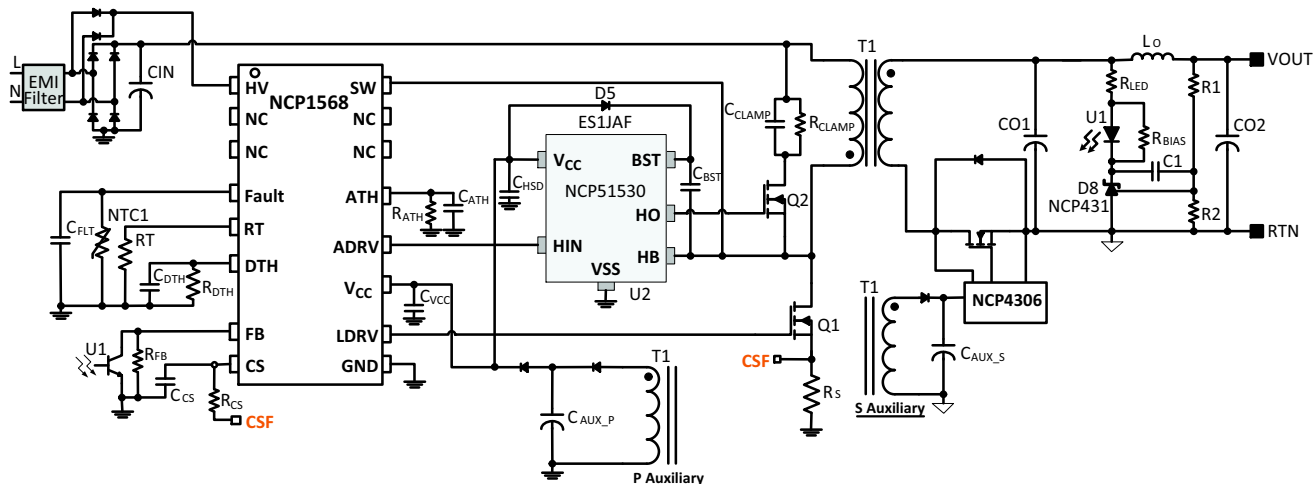 L
N
EMI
Filter
CIN
NCP1568
HV
NC
NC
Fault
RT
DTH
FB
CS
SW
NC
NC
ATH
ADRV
VCC
LDRV
GND
CFLT
NTC1
RT
CDTH
RDTH
U1
RFB
CCS
RCS
CSF
RATH
CATH
CVCC
D5
ES1JAF
CHSD
VCC
BST
NCP51530
HO
HIN
HB
VSS
U2
CBST
CCLAMP
RCLAMP
Q2
Q1
CSF
RS
T1
CAUX_P
P Auxiliary
T1
T1
CAUX_S
S Auxiliary
NCP4306
CO1
LO
RLED
U1
RBIAS
C1
D8
NCP431
R1
R2
CO2
VOUT
RTN